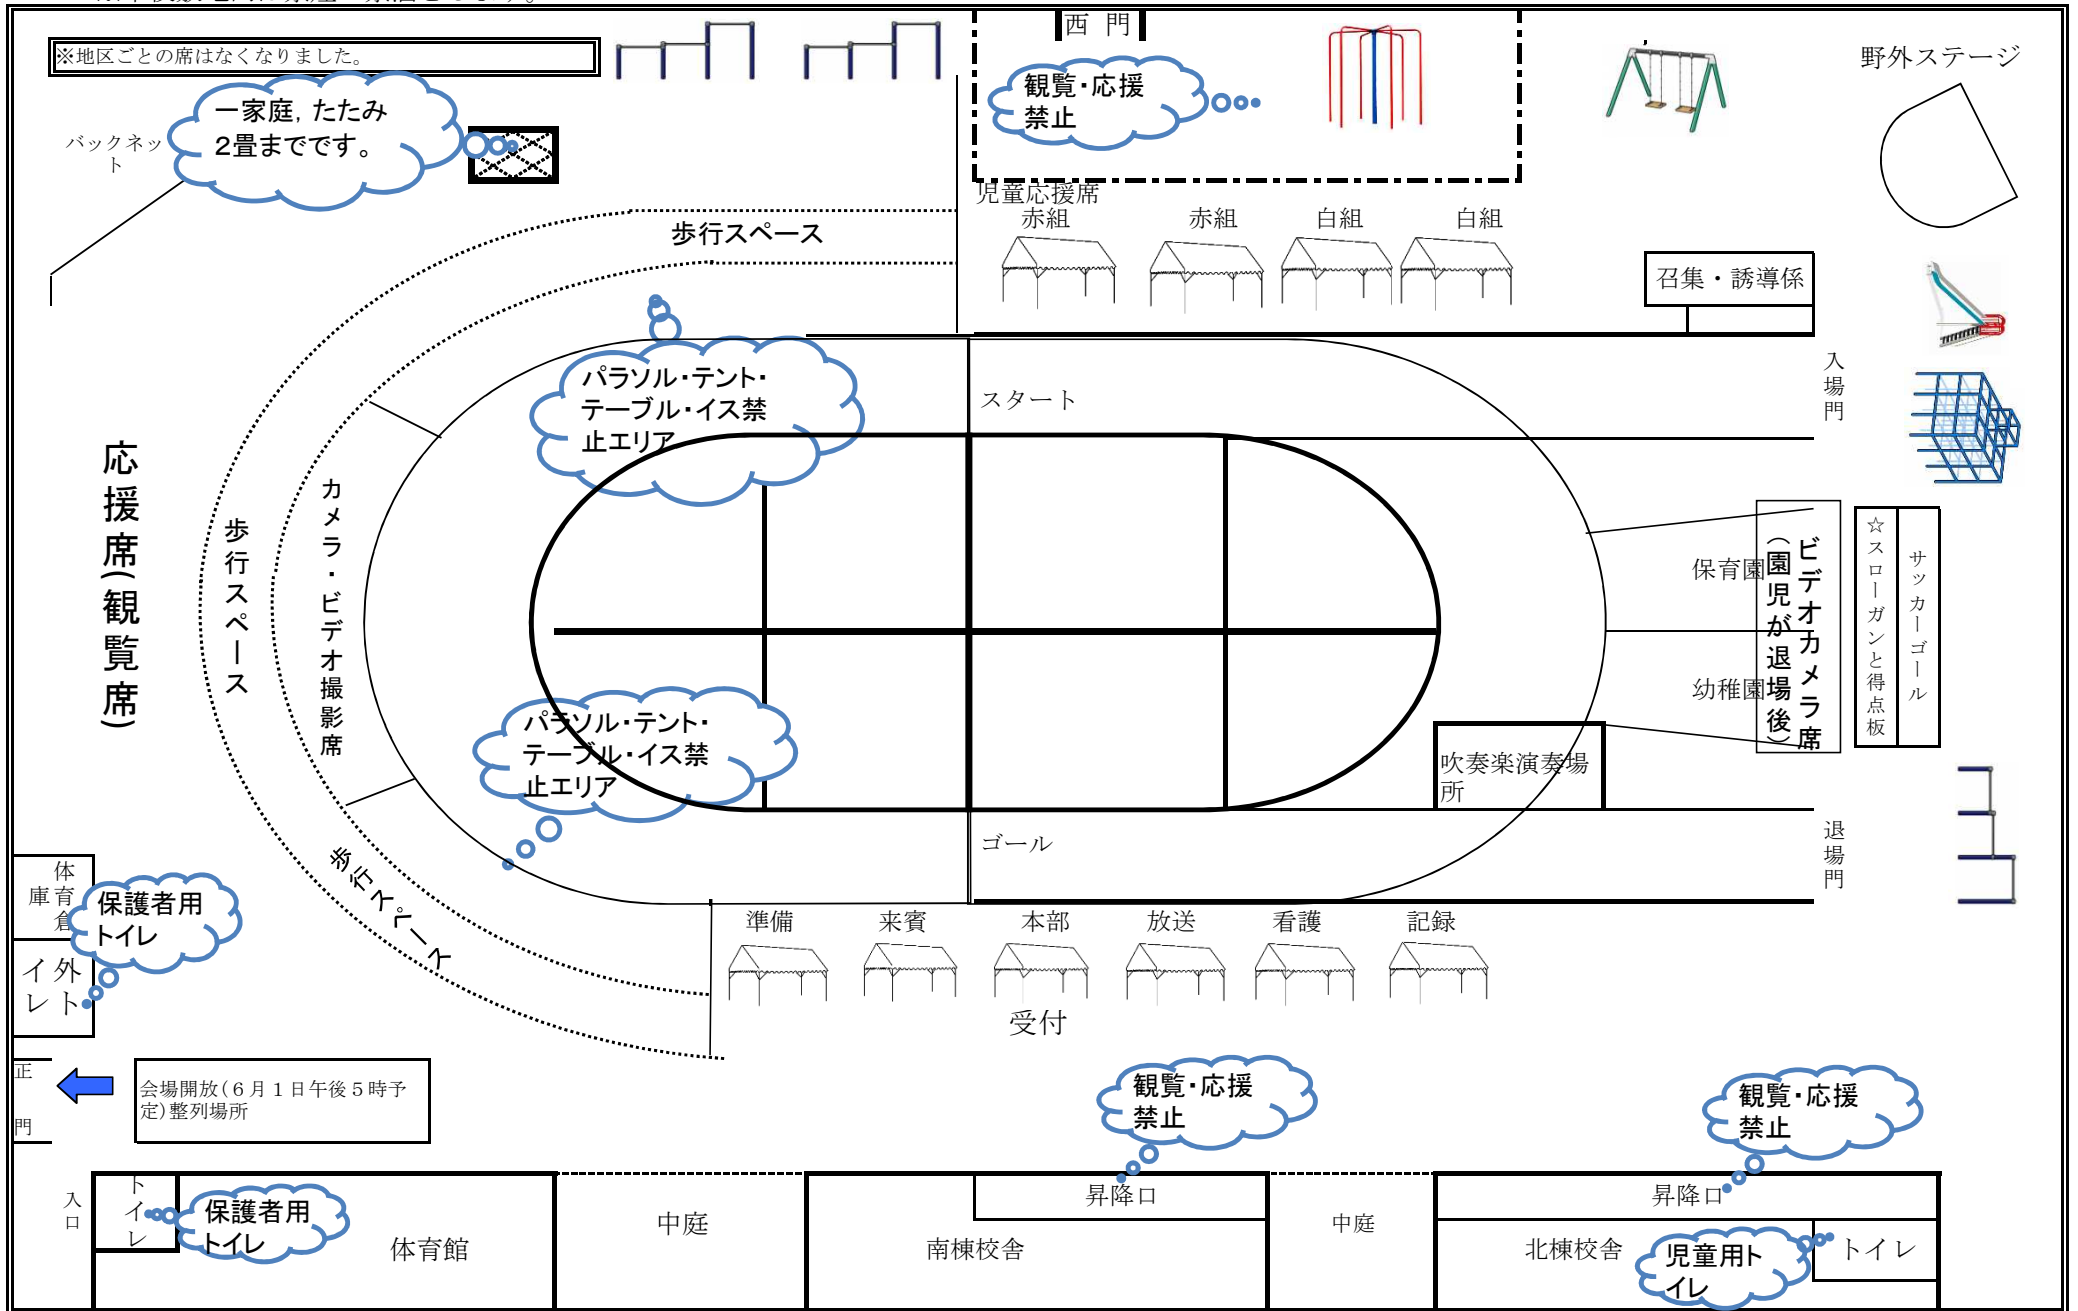 ※地区ごとの席はなくなりました。
西 門
観覧・応援
禁止
野外ステージ
バックネッ
ト
一家庭，たたみ
２畳までです。
児童応援席
赤組
赤組
白組
白組
歩行スペース
召集・誘導係
パラソル・テント・
テーブル・イス禁
止エリア
スタート
入場門
応援席(観覧席)
歩行スペース
カメラ・ビデオ撮影席
保育園
幼稚園
ビデオカメラ席
（園児が退場後）
☆スローガンと得点板
サッカーゴール
パラソル・テント・
テーブル・イス禁
止エリア
吹奏楽演奏場
所
ゴール
退場門
歩行スペース
体育倉
庫
保護者用
トイレ
外ト
イレ
準備
来賓
本部
放送
看護
記録
受付
正門
会場開放(６月１日午後５時予
定)整列場所
観覧・応援
禁止
観覧・応援
禁止
入口
トイレ
保護者用
トイレ
体育館
中庭
昇降口
南棟校舎
中庭
昇降口
北棟校舎
児童用ト
イレ
トイレ